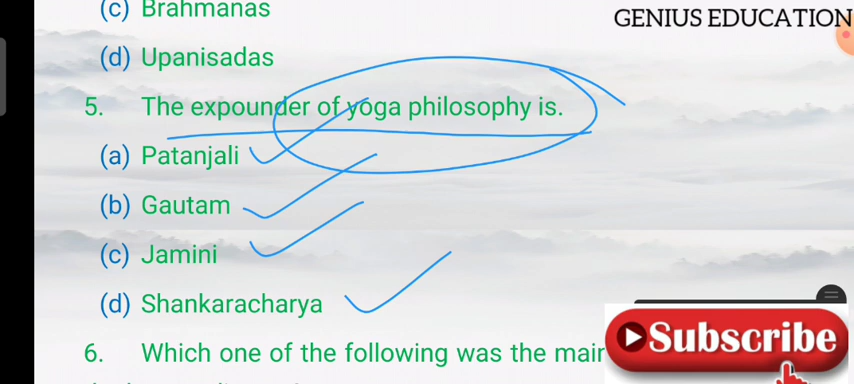 (c) Brahmanas
GENIUS EDUCATION
(d) Upanisadas
5. The expounder of yoga philosophy is.
(a) Patanjali
(b) Gautam
(c) Jamini
(d) Shankaracharya
6. Which one of the following was the main
Subscribe